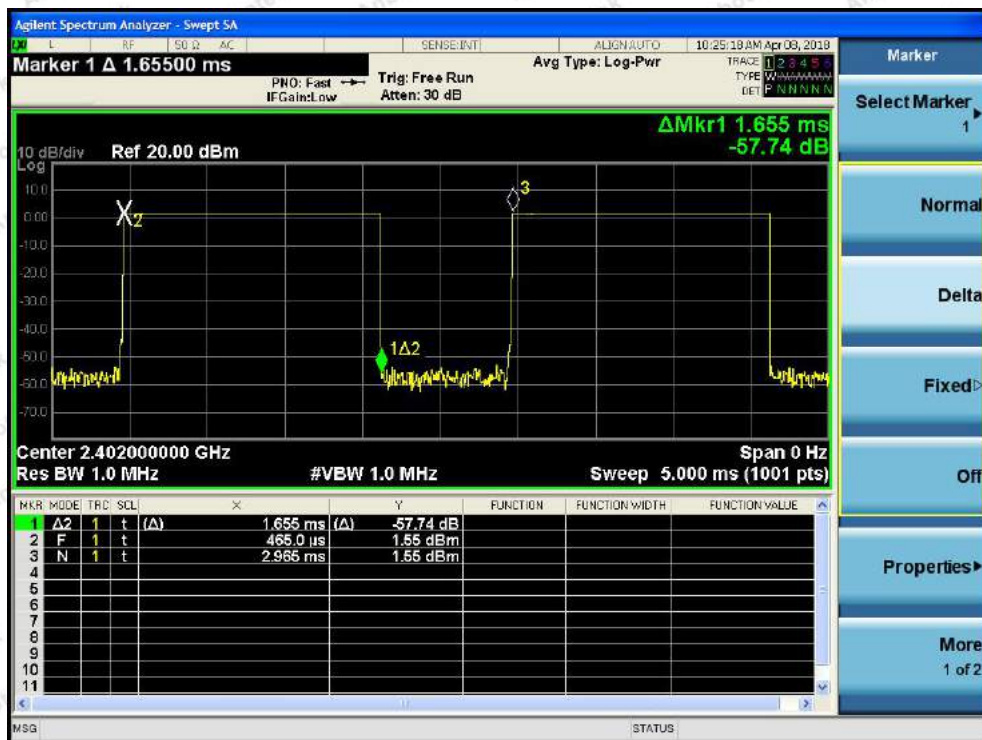 Agilent Spectrum Analyzer - Swept SA
L RF 50 Ω AC SENSE:INT ALIGN AUTO 10:25:18 AM Apr 08, 2018
Marker 1 Δ 1.65500 ms
PNO: Fast
IFGain:Low
Trig: Free Run
Atten: 30 dB
Avg Type: Log-Pwr
TRACE 1 2 3 4 5 6
TYPE
DET P N N N N N
ΔMkr1 1.655 ms
-57.74 dB
10 dB/div Ref 20.00 dBm
Log
10.0
0.00
-10.0
-20.0
-30.0
-40.0
-50.0
-60.0
-70.0
2
3
1Δ2
Center 2.402000000 GHz Span 0 Hz
Res BW 1.0 MHz #VBW 1.0 MHz Sweep 5.000 ms (1001 pts)
MKR MODE TRC SCL X Y FUNCTION FUNCTION WIDTH FUNCTION VALUE
1 Δ2 1 t (Δ) 1.655 ms (Δ) -57.74 dB
2 F 1 t 465.0 µs 1.55 dBm
3 N 1 t 2.965 ms 1.55 dBm
4
5
6
7
8
9
10
11
MSG STATUS
Marker
Select Marker
1
Normal
Delta
Fixed
Off
Properties
More
1 of 2